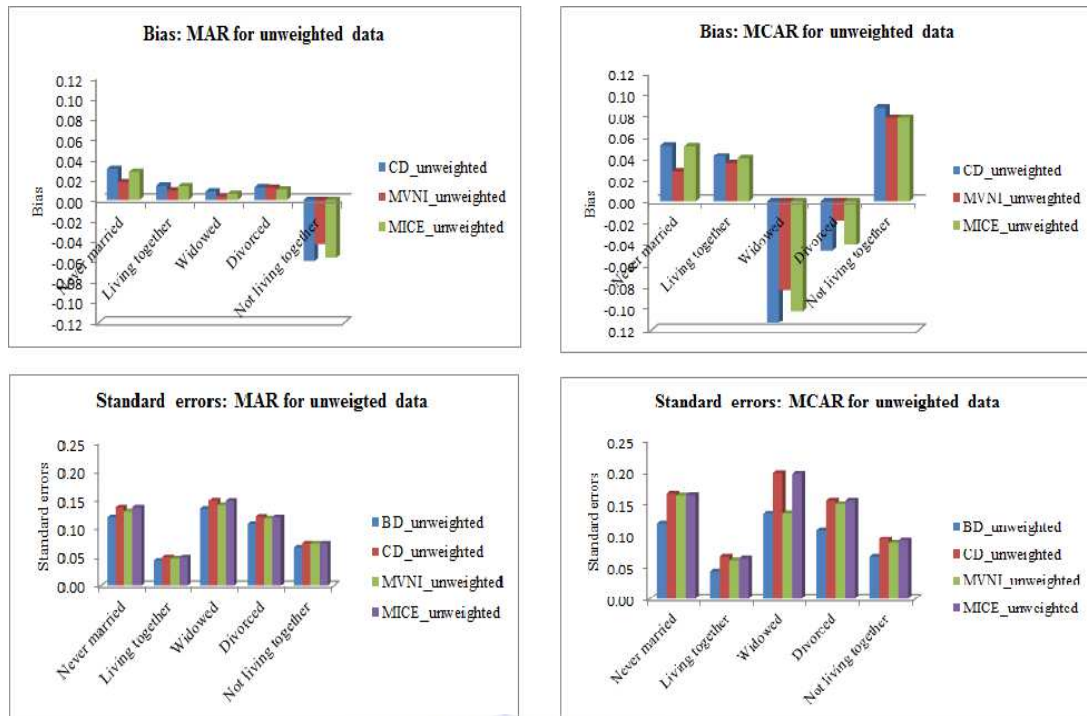 Bias: MAR for unweighted data
0.12
0.10
0.08
0.06
0.04
0.02
0.00
-0.02
-0.04
-0.06
-0.08
-0.10
-0.12
Bias
Never married
Living together
Widowed
Divorced
Not living together
CD_unweighted
MVNI_unweighted
MICE_unweighted
Bias: MCAR for unweighted data
0.12
0.10
0.08
0.06
0.04
0.02
0.00
-0.02
-0.04
-0.06
-0.08
-0.10
0.12
Bias
Never married
Living together
Widowed
Divorced
Not living together
CD_unweighted
MVNI_unweighted
MICE_unweighted
Standard errors: MAR for unweigted data
0.25
0.20
0.15
0.10
0.05
0.00
Standard errors
Never married
Living together
Widowed
Divorced
Not living together
BD_unweighted
CD_unweighted
MVNI_unweighted
MICE_unweighted
Standard errors: MCAR for unweighted data
0.25
0.20
0.15
0.10
0.05
0.00
Standard errors
Never married
Living together
Widowed
Divorced
Not living together
BD_unweighted
CD_unweighted
MVNI_unweighted
MICE_unweighted